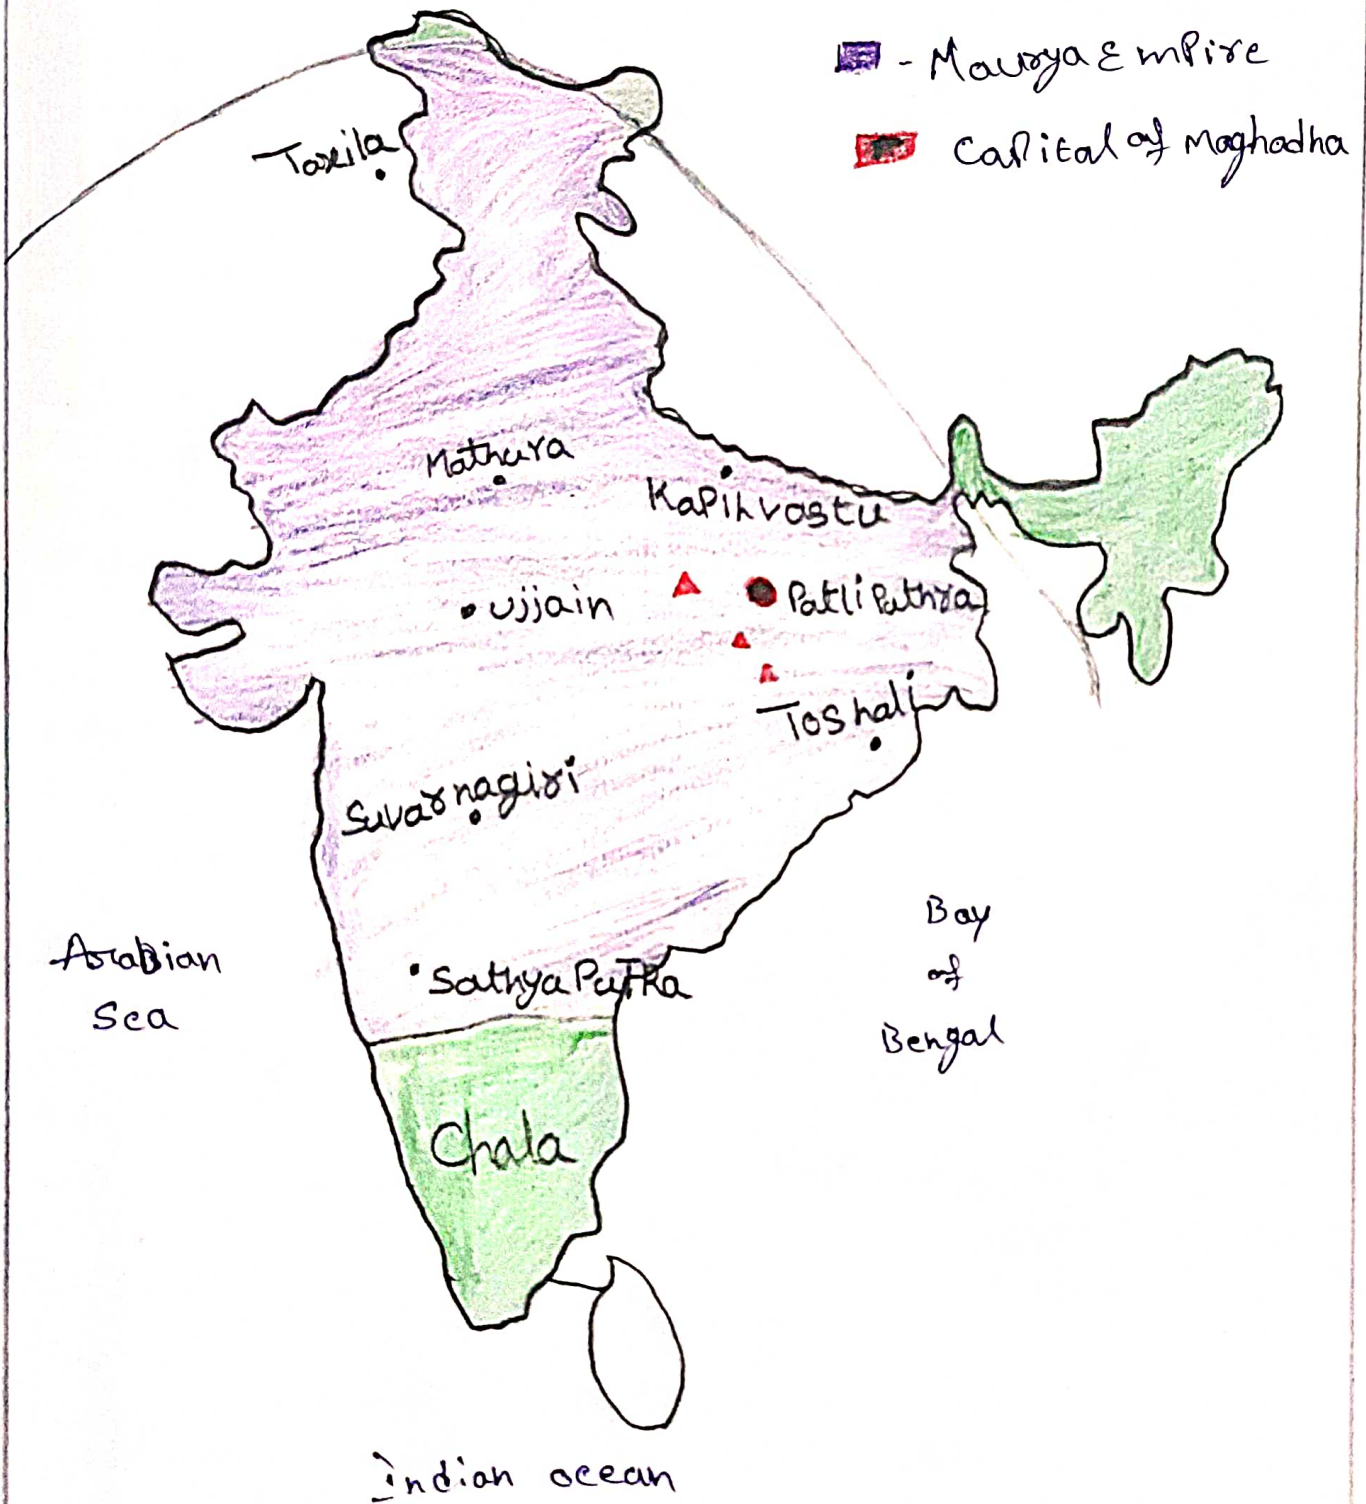 - Maurya Empire
Capital of Maghadha
Taxila
Mathura
Kapilvastu
Ujjain
PatliPuthra
Toshali
Suvarnagiri
Arabian
Sea
Bay
of
Bengal
SathyaPutra
Chala
Indian ocean